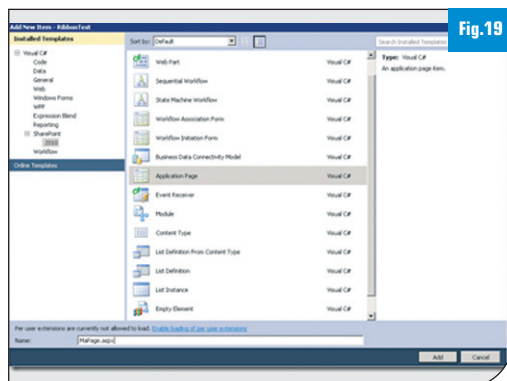 Add New Item - RibbonTest
Fig.19
Installed Templates
Sort by: Default
Search Installed Templates
Visual C#
Code
Data
General
Web
Windows Forms
WPF
Expression Blend
Reporting
SharePoint
2010
Workflow
Online Templates
Web Part Visual C#
Sequential Workflow Visual C#
State Machine Workflow Visual C#
Workflow Association Form Visual C#
Workflow Initiation Form Visual C#
Business Data Connectivity Model Visual C#
Application Page Visual C#
Event Receiver Visual C#
Module Visual C#
Content Type Visual C#
List Definition From Content Type Visual C#
List Definition Visual C#
List Instance Visual C#
Empty Element Visual C#
Type: Visual C#
An application page item.
Per user extensions are currently not allowed to load. Enable loading of per user extensions
Name: MaPage.aspx
Add Cancel